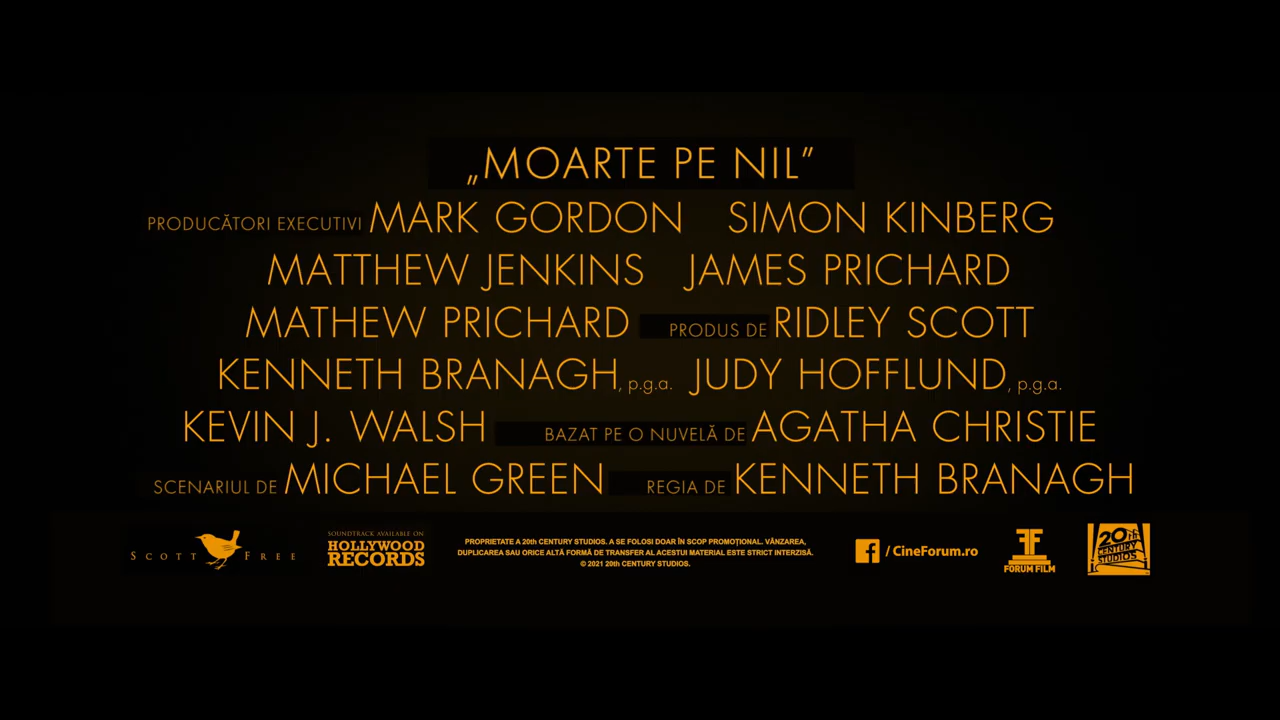 „MOARTE PE NIL”
PRODUCĂTORI EXECUTIVI MARK GORDON SIMON KINBERG
MATTHEW JENKINS JAMES PRICHARD
MATHEW PRICHARD PRODUS DE RIDLEY SCOTT
KENNETH BRANAGH, p.g.a. JUDY HOFFLUND, p.g.a.
KEVIN J. WALSH BAZAT PE O NUVELĂ DE AGATHA CHRISTIE
SCENARIUL DE MICHAEL GREEN REGIA DE KENNETH BRANAGH
SCOTT FREE
SOUNDTRACK AVAILABLE ON
HOLLYWOOD
RECORDS
PROPRIETATE A 20th CENTURY STUDIOS. A SE FOLOSI DOAR ÎN SCOP PROMOȚIONAL. VÂNZAREA,
DUPLICAREA SAU ORICE ALTĂ FORMĂ DE TRANSFER AL ACESTUI MATERIAL ESTE STRICT INTERZISĂ.
© 2021 20th CENTURY STUDIOS.
/CineForum.ro
FORUM FILM
20th
CENTURY
STUDIOS